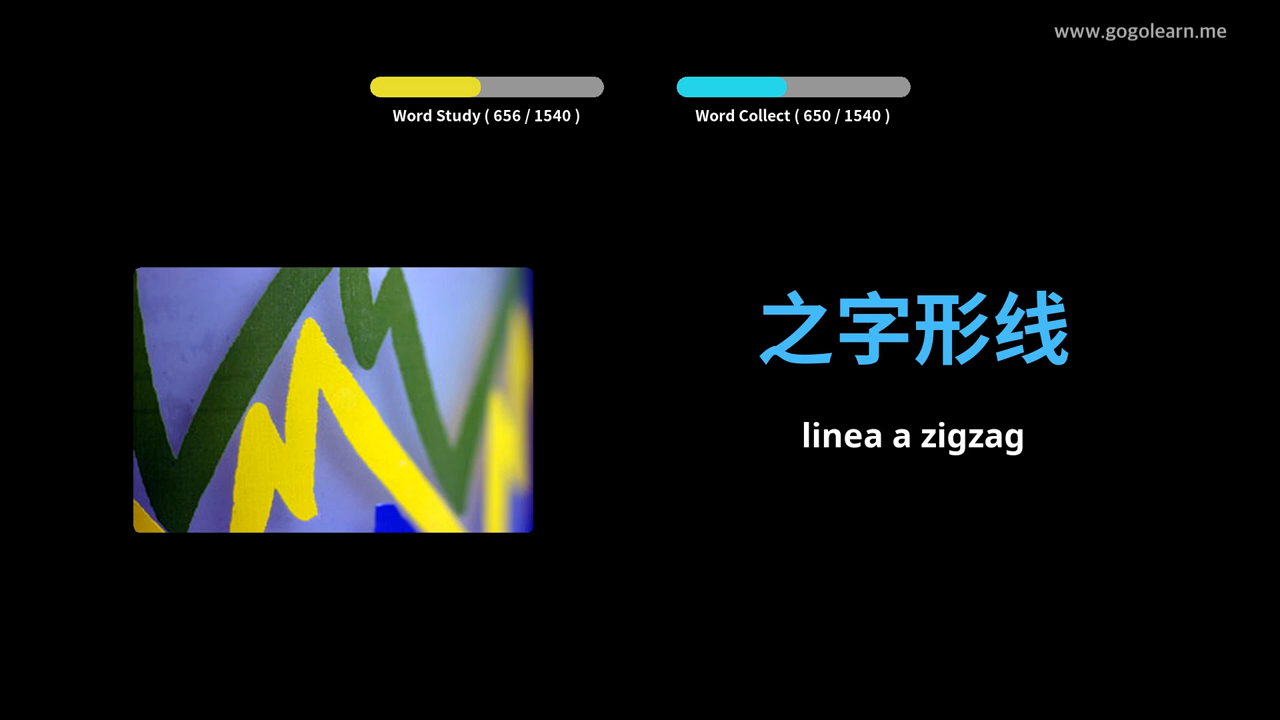 www.gogolearn.me
Word Study ( 656 / 1540 )
Word Collect ( 650 / 1540 )
之字形线
linea a zigzag